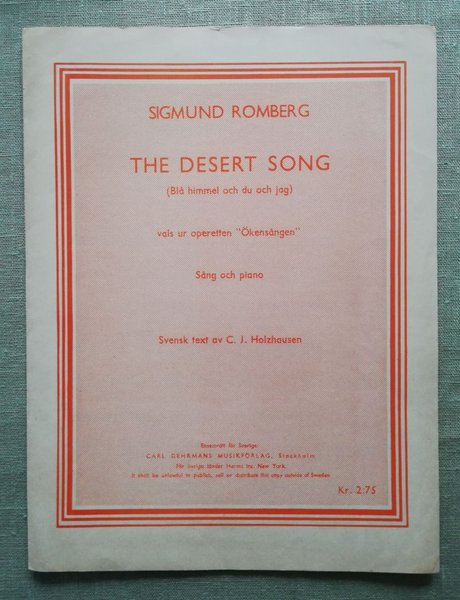 SIGMUND ROMBERG
THE DESERT SONG
(Blå himmel och du och jag)
vals ur operetten "Ökensången"
Sång och piano
Svensk text av C. J. Holzhausen
Ensamrätt för Sverige:
CARL GEHRMANS MUSIKFÖRLAG, Stockholm
För övriga länder Harms Inc. New York.
It shall be unlawful to publish, sell or distribute this copy outside of Sweden
Kr. 2:75